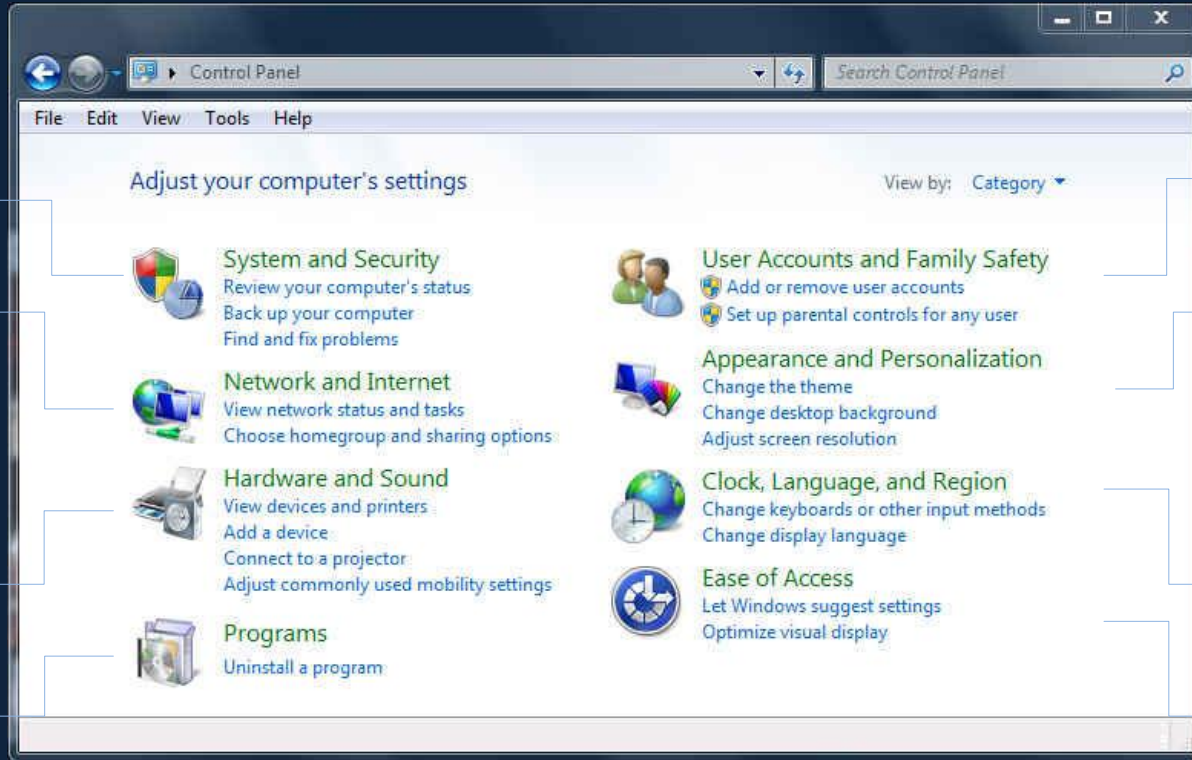 Control Panel
Search Control Panel
File Edit View Tools Help
Adjust your computer's settings
View by: Category
System and Security
Review your computer's status
Back up your computer
Find and fix problems
Network and Internet
View network status and tasks
Choose homegroup and sharing options
Hardware and Sound
View devices and printers
Add a device
Connect to a projector
Adjust commonly used mobility settings
Programs
Uninstall a program
User Accounts and Family Safety
Add or remove user accounts
Set up parental controls for any user
Appearance and Personalization
Change the theme
Change desktop background
Adjust screen resolution
Clock, Language, and Region
Change keyboards or other input methods
Change display language
Ease of Access
Let Windows suggest settings
Optimize visual display